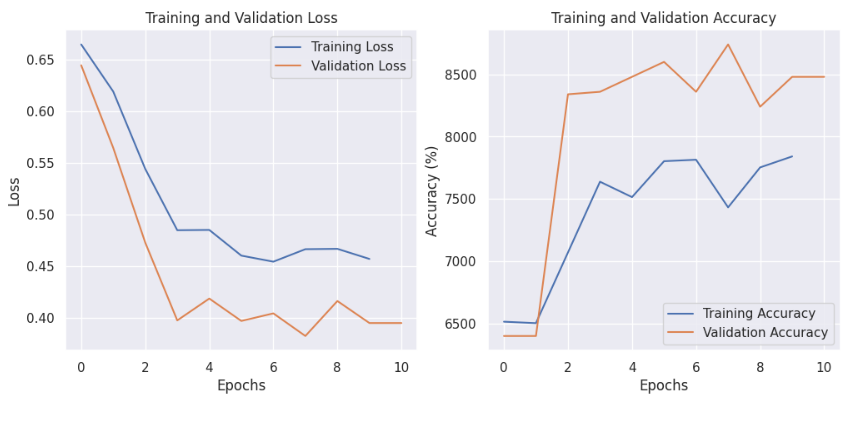 Training and Validation Loss
Training Loss
Validation Loss
0.65
0.60
0.55
0.50
0.45
0.40
Loss
0 2 4 6 8 10
Epochs
Training and Validation Accuracy
8500
8000
7500
7000
6500
Accuracy (%)
Training Accuracy
Validation Accuracy
0 2 4 6 8 10
Epochs